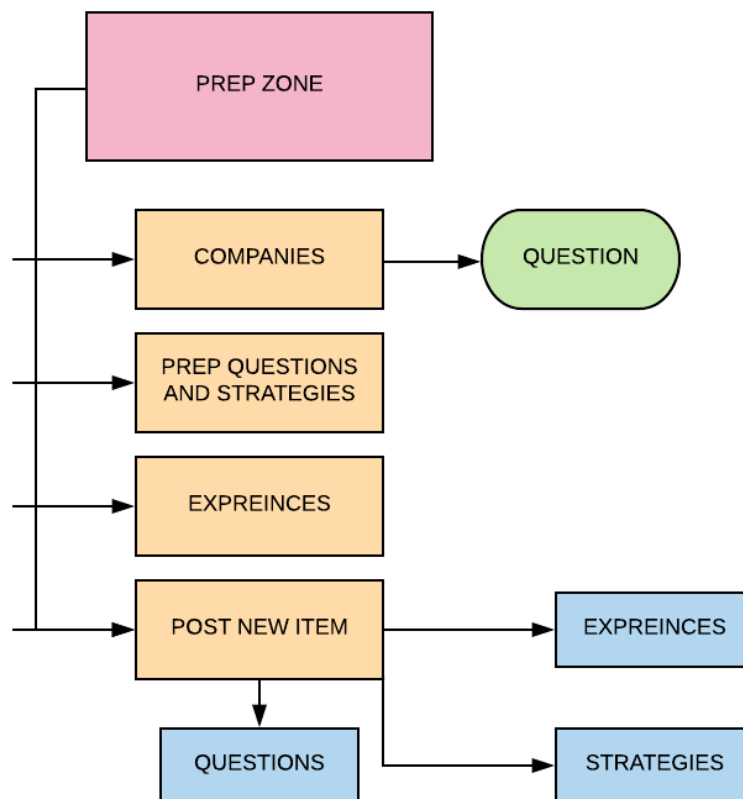 PREP ZONE
COMPANIES
QUESTION
PREP QUESTIONS
AND STRATEGIES
EXPREINCES
POST NEW ITEM
EXPREINCES
QUESTIONS
STRATEGIES